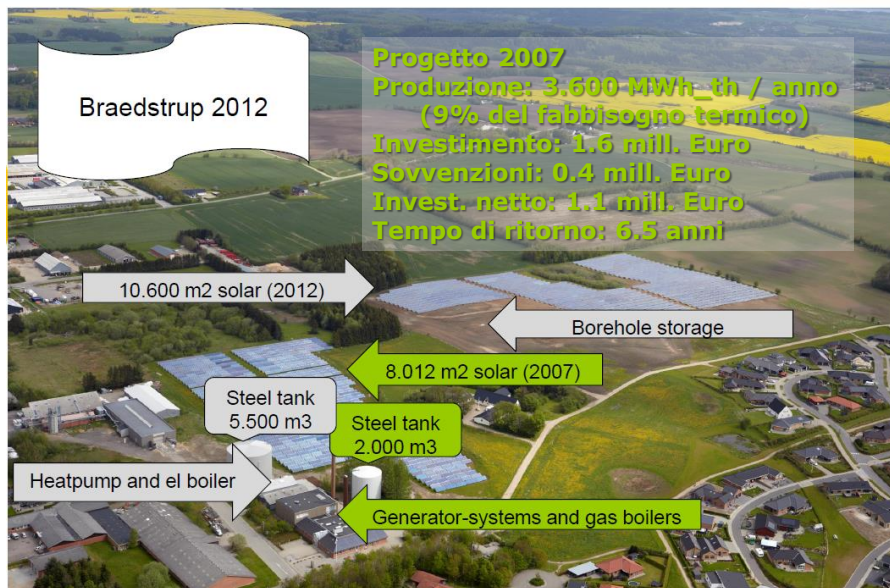 Braedstrup 2012
Progetto 2007
Produzione: 3.600 MWh_th / anno
(9% del fabbisogno termico)
Investimento: 1.6 mill. Euro
Sovvenzioni: 0.4 mill. Euro
Invest. netto: 1.1 mill. Euro
Tempo di ritorno: 6.5 anni
10.600 m2 solar (2012)
Borehole storage
8.012 m2 solar (2007)
Steel tank
5.500 m3
Steel tank
2.000 m3
Heatpump and el boiler
Generator-systems and gas boilers